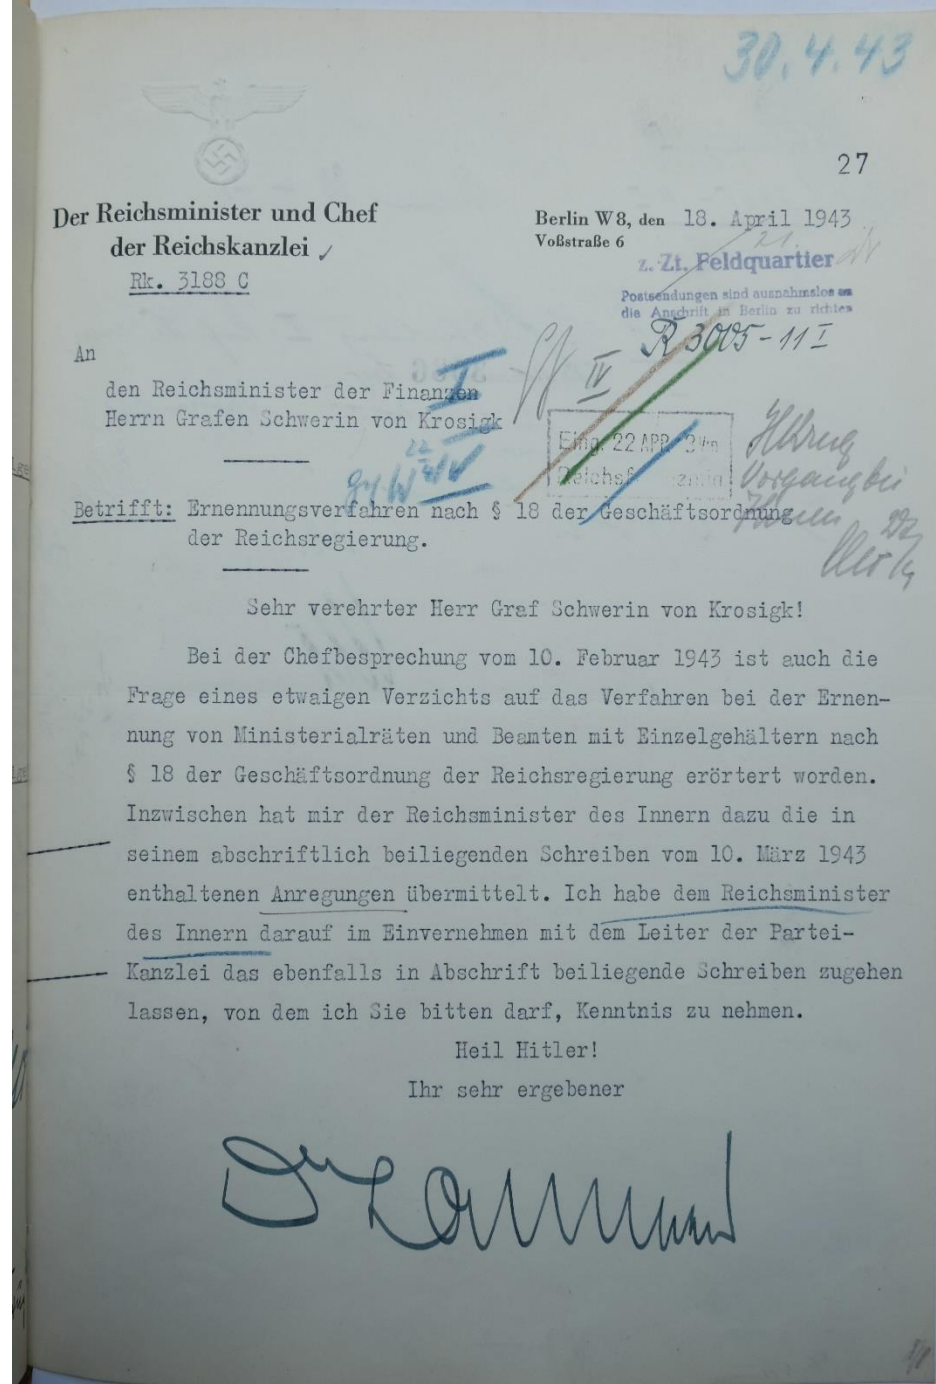 30.4.43
27
Der Reichsminister und Chef
der Reichskanzlei
Rk. 3188 C
Berlin W 8, den 18. April 1943
Voßstraße 6
z. Zt. Feldquartier
Postsendungen sind ausnahmslos an
die Anschrift in Berlin zu richten
R 3005-11 I
An
den Reichsminister der Finanzen
Herrn Grafen Schwerin von Krosigk
I
IV
Eing. 22 APR.
Vorgang bei
Betrifft: Ernennungsverfahren nach § 18 der Geschäftsordnung
der Reichsregierung.
Sehr verehrter Herr Graf Schwerin von Krosigk!
Bei der Chefbesprechung vom 10. Februar 1943 ist auch die
Frage eines etwaigen Verzichts auf das Verfahren bei der Ernen-
nung von Ministerialräten und Beamten mit Einzelgehältern nach
§ 18 der Geschäftsordnung der Reichsregierung erörtert worden.
Inzwischen hat mir der Reichsminister des Innern dazu die in
seinem abschriftlich beiliegenden Schreiben vom 10. März 1943
enthaltenen Anregungen übermittelt. Ich habe dem Reichsminister
des Innern darauf im Einvernehmen mit dem Leiter der Partei-
Kanzlei das ebenfalls in Abschrift beiliegende Schreiben zugehen
lassen, von dem ich Sie bitten darf, Kenntnis zu nehmen.
Heil Hitler!
Ihr sehr ergebener
Dr Lammers